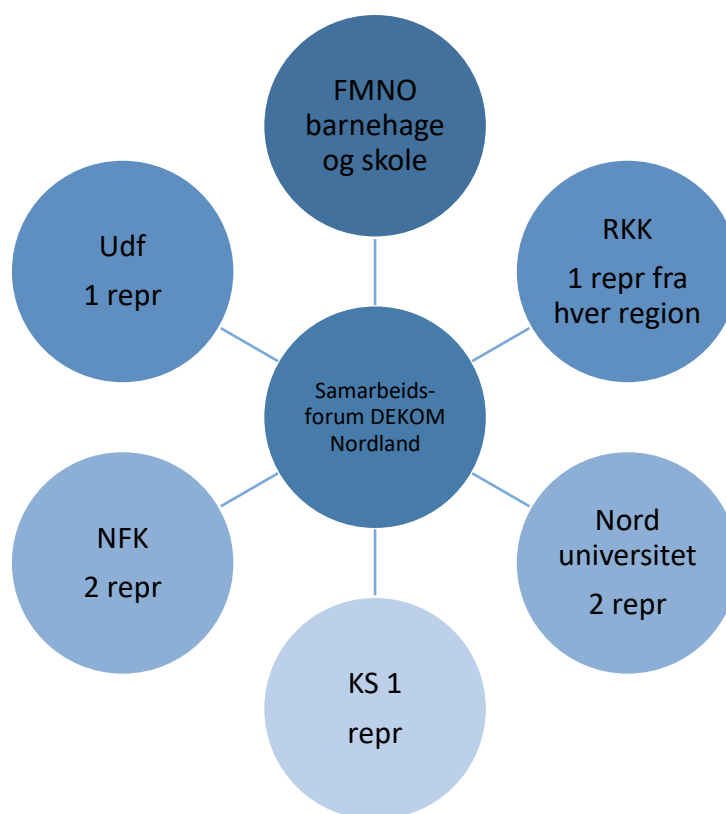 FMNO
barnehage
og skole
Udf
1 repr
RKK
1 repr fra
hver region
Samarbeids-
forum DEKOM
Nordland
NFK
2 repr
Nord
universitet
2 repr
KS 1
repr